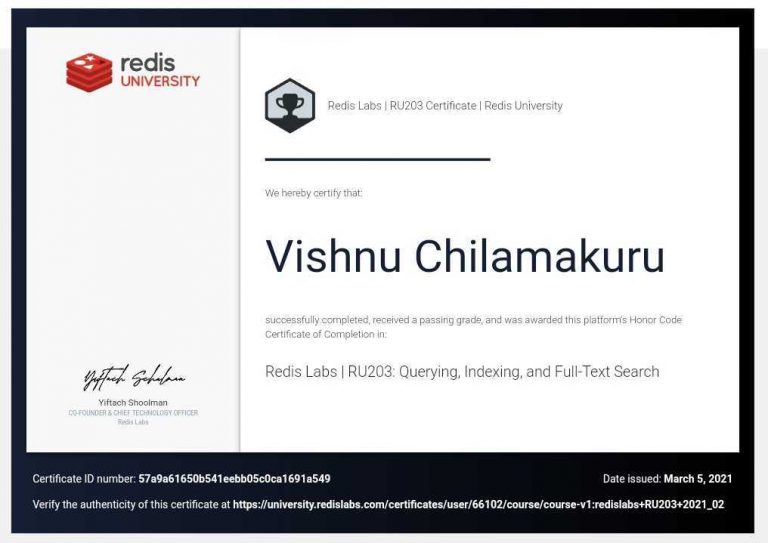 redis
UNIVERSITY
Redis Labs | RU203 Certificate | Redis University
We hereby certify that:
Vishnu Chilamakuru
successfully completed, received a passing grade, and was awarded this platform's Honor Code
Certificate of Completion in:
Redis Labs | RU203: Querying, Indexing, and Full-Text Search
Yiftach Schulman
Yiftach Shoolman
CO-FOUNDER & CHIEF TECHNOLOGY OFFICER
Redis Labs
Certificate ID number: 57a9a61650b541eebb05c0ca1691a549
Date issued: March 5, 2021
Verify the authenticity of this certificate at https://university.redislabs.com/certificates/user/66102/course/course-v1:redislabs+RU203+2021_02